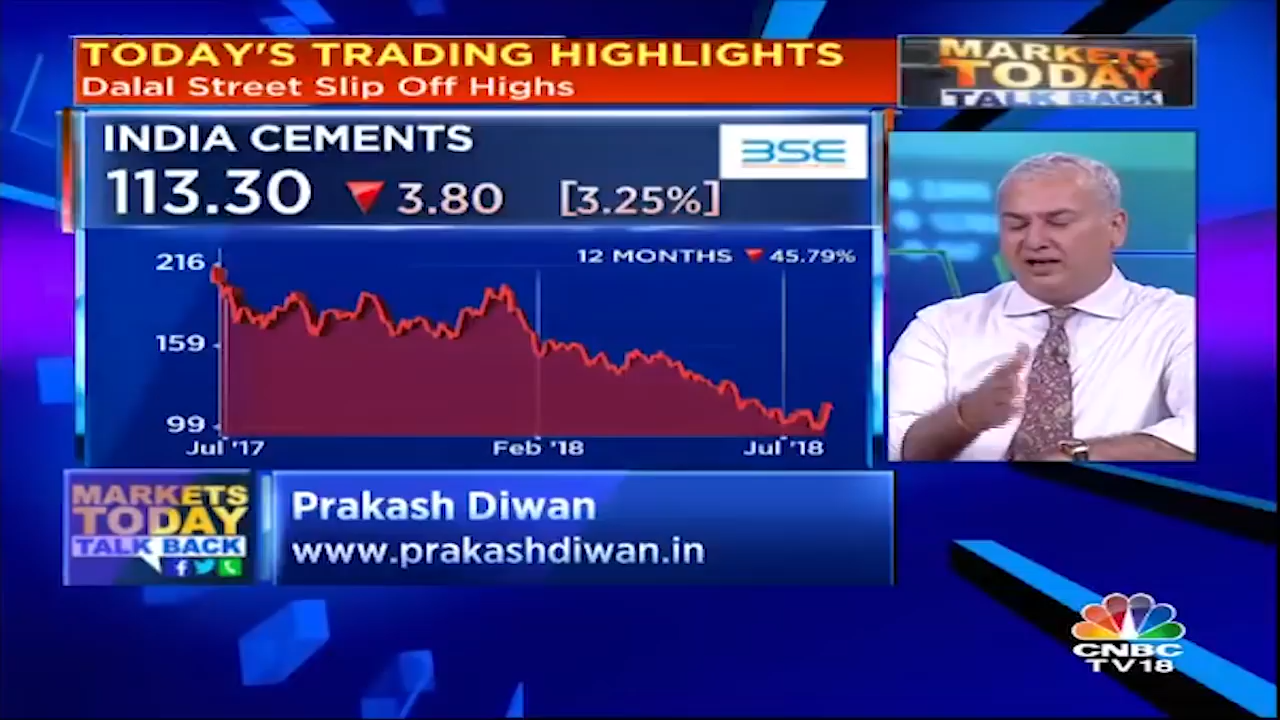 TODAY'S TRADING HIGHLIGHTS
Dalal Street Slip Off Highs
MARKETS
TODAY
TALK BACK
INDIA CEMENTS
BSE
113.30 ▼ 3.80 [3.25%]
12 MONTHS ▼ 45.79%
216
159
99
Jul '17 Feb '18 Jul '18
MARKETS
TODAY
TALK BACK
Prakash Diwan
www.prakashdiwan.in
CNBC
TV18